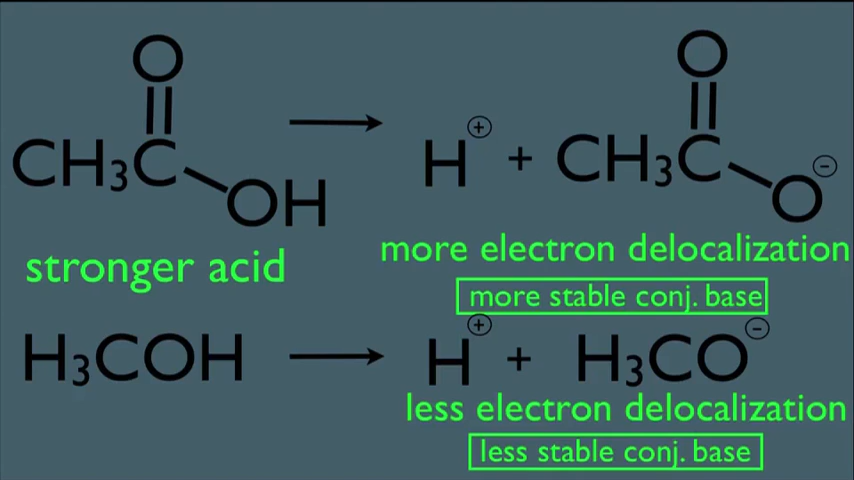 O
O
CH₃C
OH
→
H⊕ + CH₃C
O⊖
stronger acid
more electron delocalization
more stable conj. base
H₃COH → H⊕ + H₃CO⊖
less electron delocalization
less stable conj. base